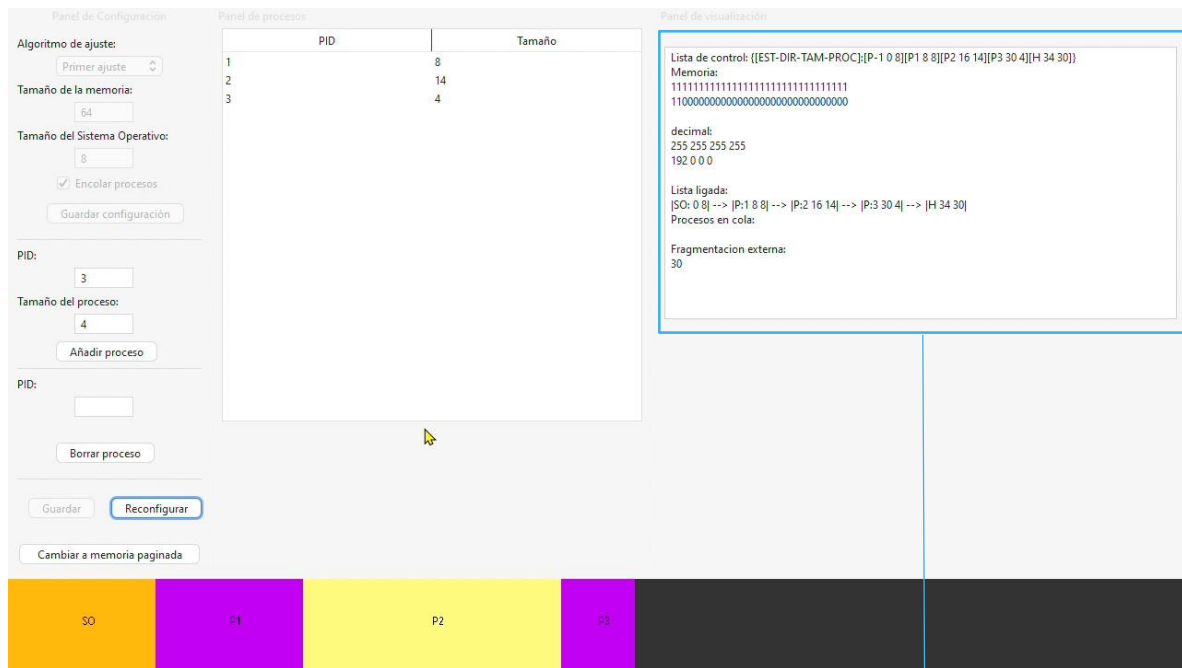 Panel de Configuración
Algoritmo de ajuste:
Primer ajuste
Tamaño de la memoria:
64
Tamaño del Sistema Operativo:
8
Encolar procesos
Guardar configuración
PID:
3
Tamaño del proceso:
4
Añadir proceso
PID:
Borrar proceso
Guardar Reconfigurar
Cambiar a memoria paginada
Panel de procesos
PID Tamaño
1 8
2 14
3 4
Panel de visualización
Lista de control: {[EST-DIR-TAM-PROC]:[P-1 0 8][P1 8 8][P2 16 14][P3 30 4][H 34 30]}
Memoria:
11111111111111111111111111111111
11000000000000000000000000000000
decimal:
255 255 255 255
192 0 0 0
Lista ligada:
|SO: 0 8| --> |P:1 8 8| --> |P:2 16 14| --> |P:3 30 4| --> |H 34 30|
Procesos en cola:
Fragmentacion externa:
30
SO P1 P2 P3